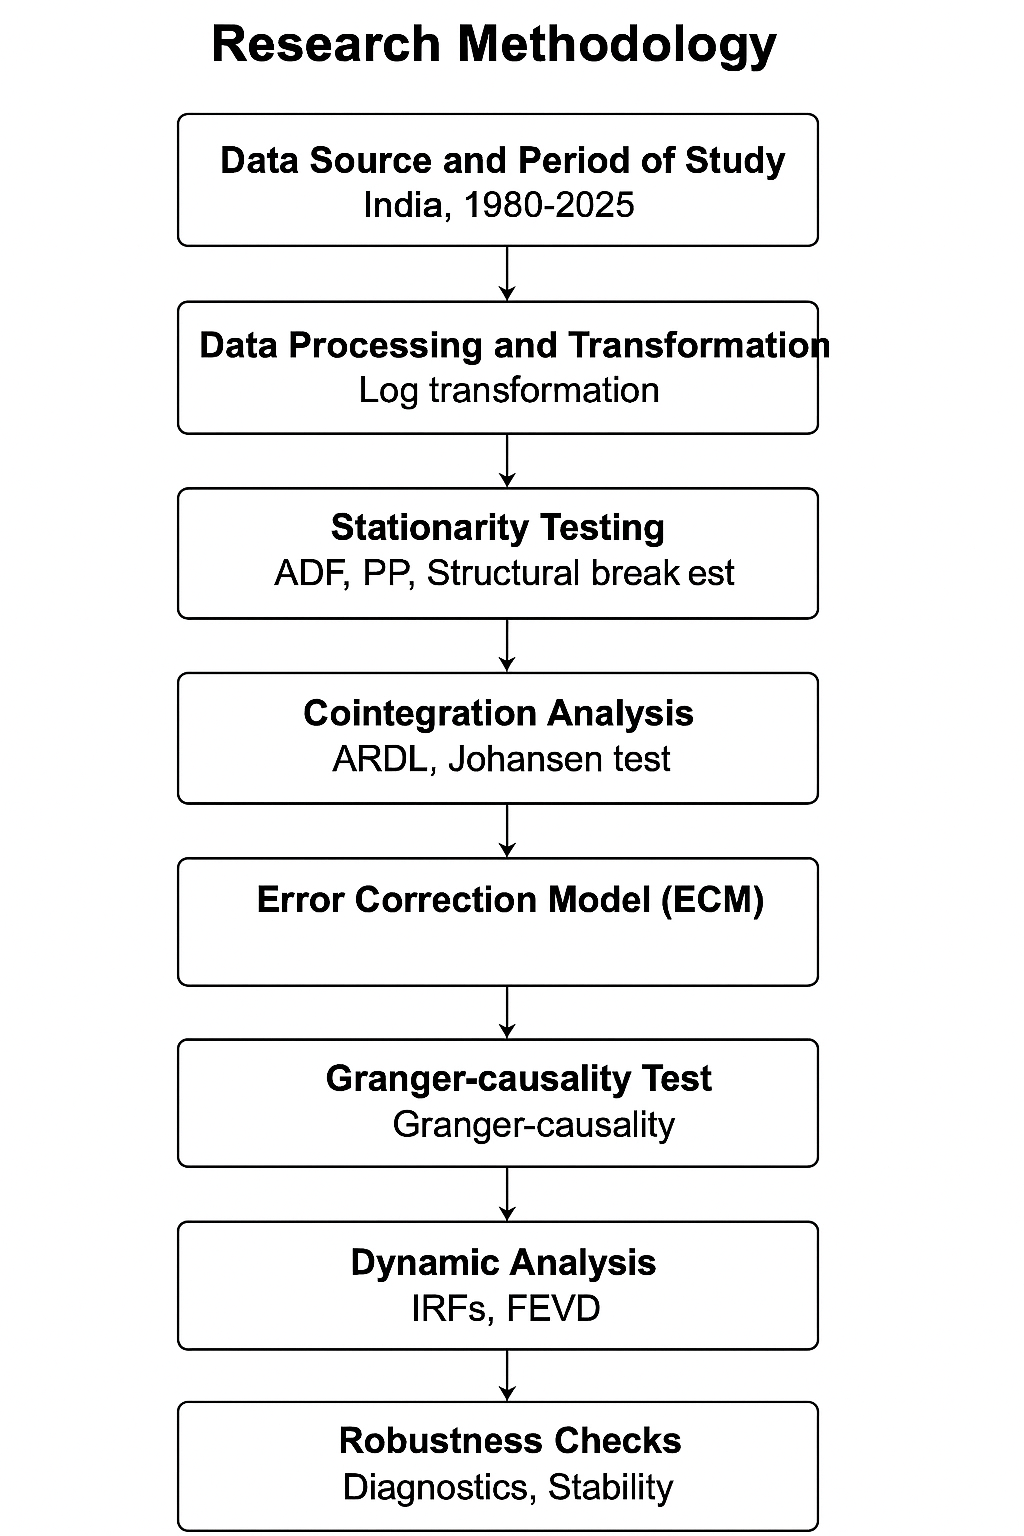 Research Methodology
Data Source and Period of Study
India, 1980-2025
Data Processing and Transformation
Log transformation
Stationarity Testing
ADF, PP, Structural break est
Cointegration Analysis
ARDL, Johansen test
Error Correction Model (ECM)
Granger-causality Test
Granger-causality
Dynamic Analysis
IRFs, FEVD
Robustness Checks
Diagnostics, Stability